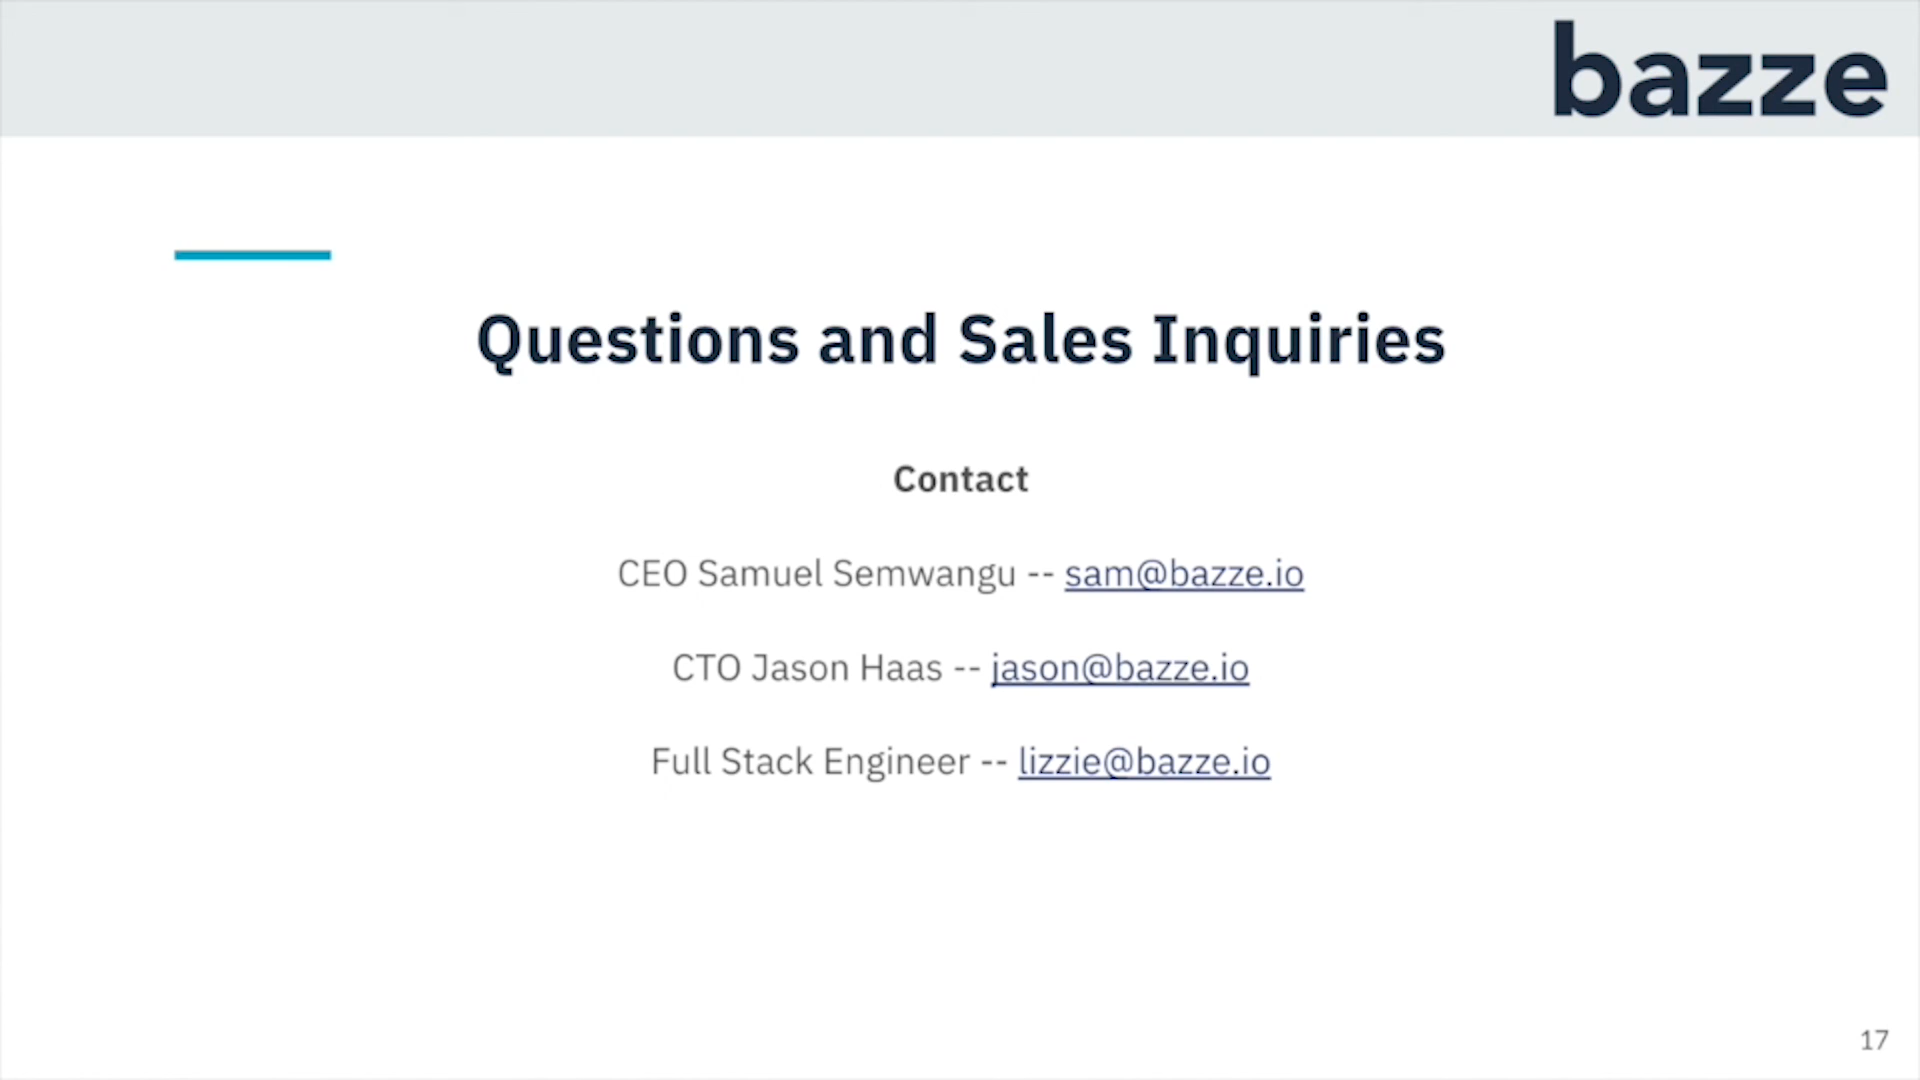 bazze
Questions and Sales Inquiries
Contact
CEO Samuel Semwangu -- sam@bazze.io
CTO Jason Haas -- jason@bazze.io
Full Stack Engineer -- lizzie@bazze.io
17